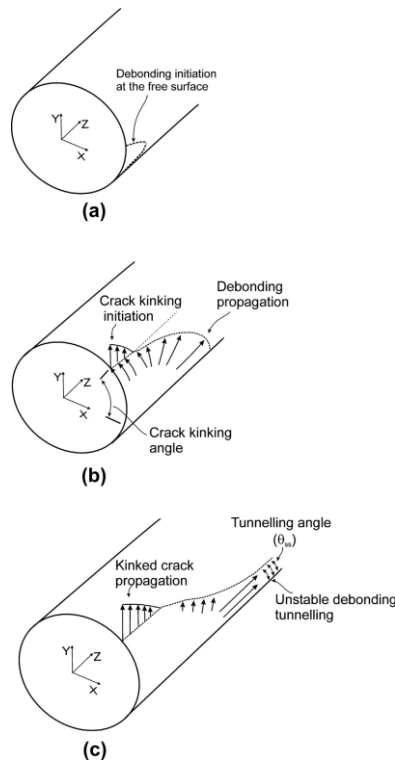 Debonding initiation
at the free surface
Y
Z
X
(a)
Crack kinking
initiation
Debonding
propagation
Y
Z
X
Crack kinking
angle
(b)
Tunnelling angle
(θss)
Kinked crack
propagation
Unstable debonding
tunnelling
Y
Z
X
(c)